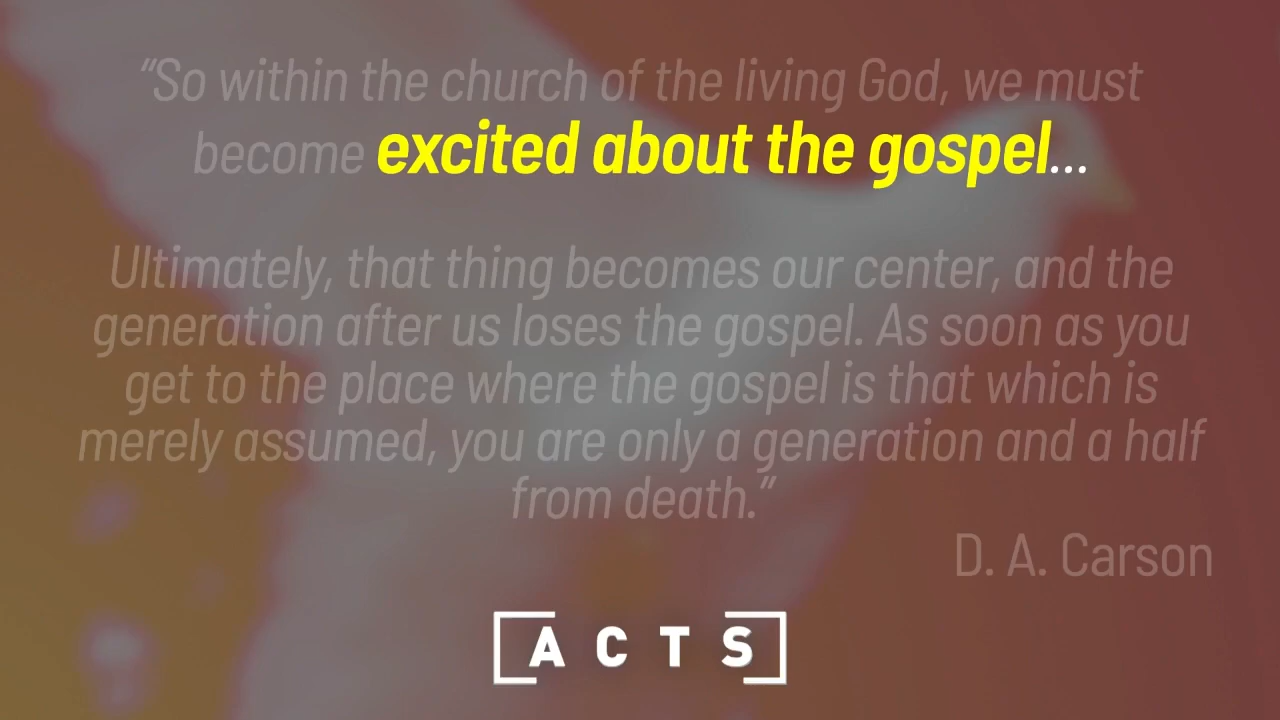 “So within the church of the living God, we must
become excited about the gospel...
Ultimately, that thing becomes our center, and the
generation after us loses the gospel. As soon as you
get to the place where the gospel is that which is
merely assumed, you are only a generation and a half
from death.”
D. A. Carson
ACTS